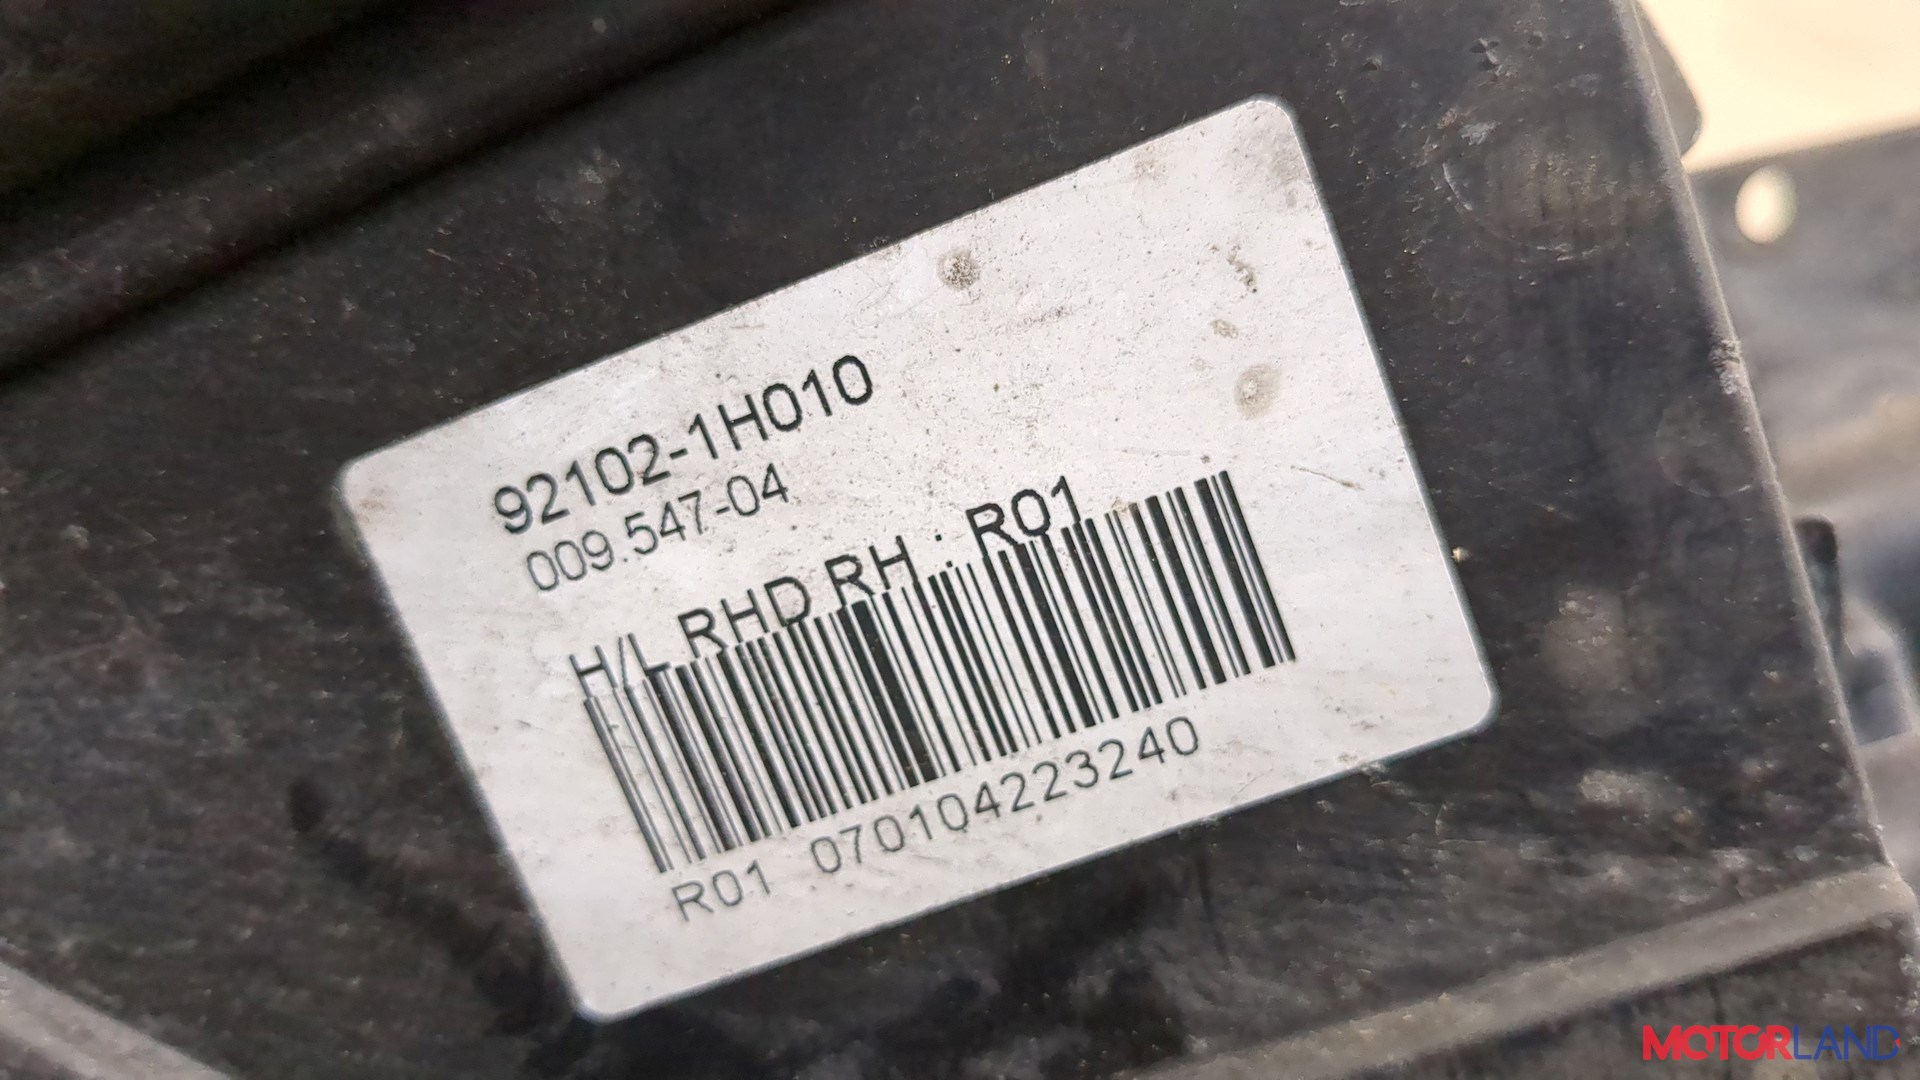 92102-1H010
009.547-04
H/L RHD RH : R01
R01 070104223240
MOTORLAND